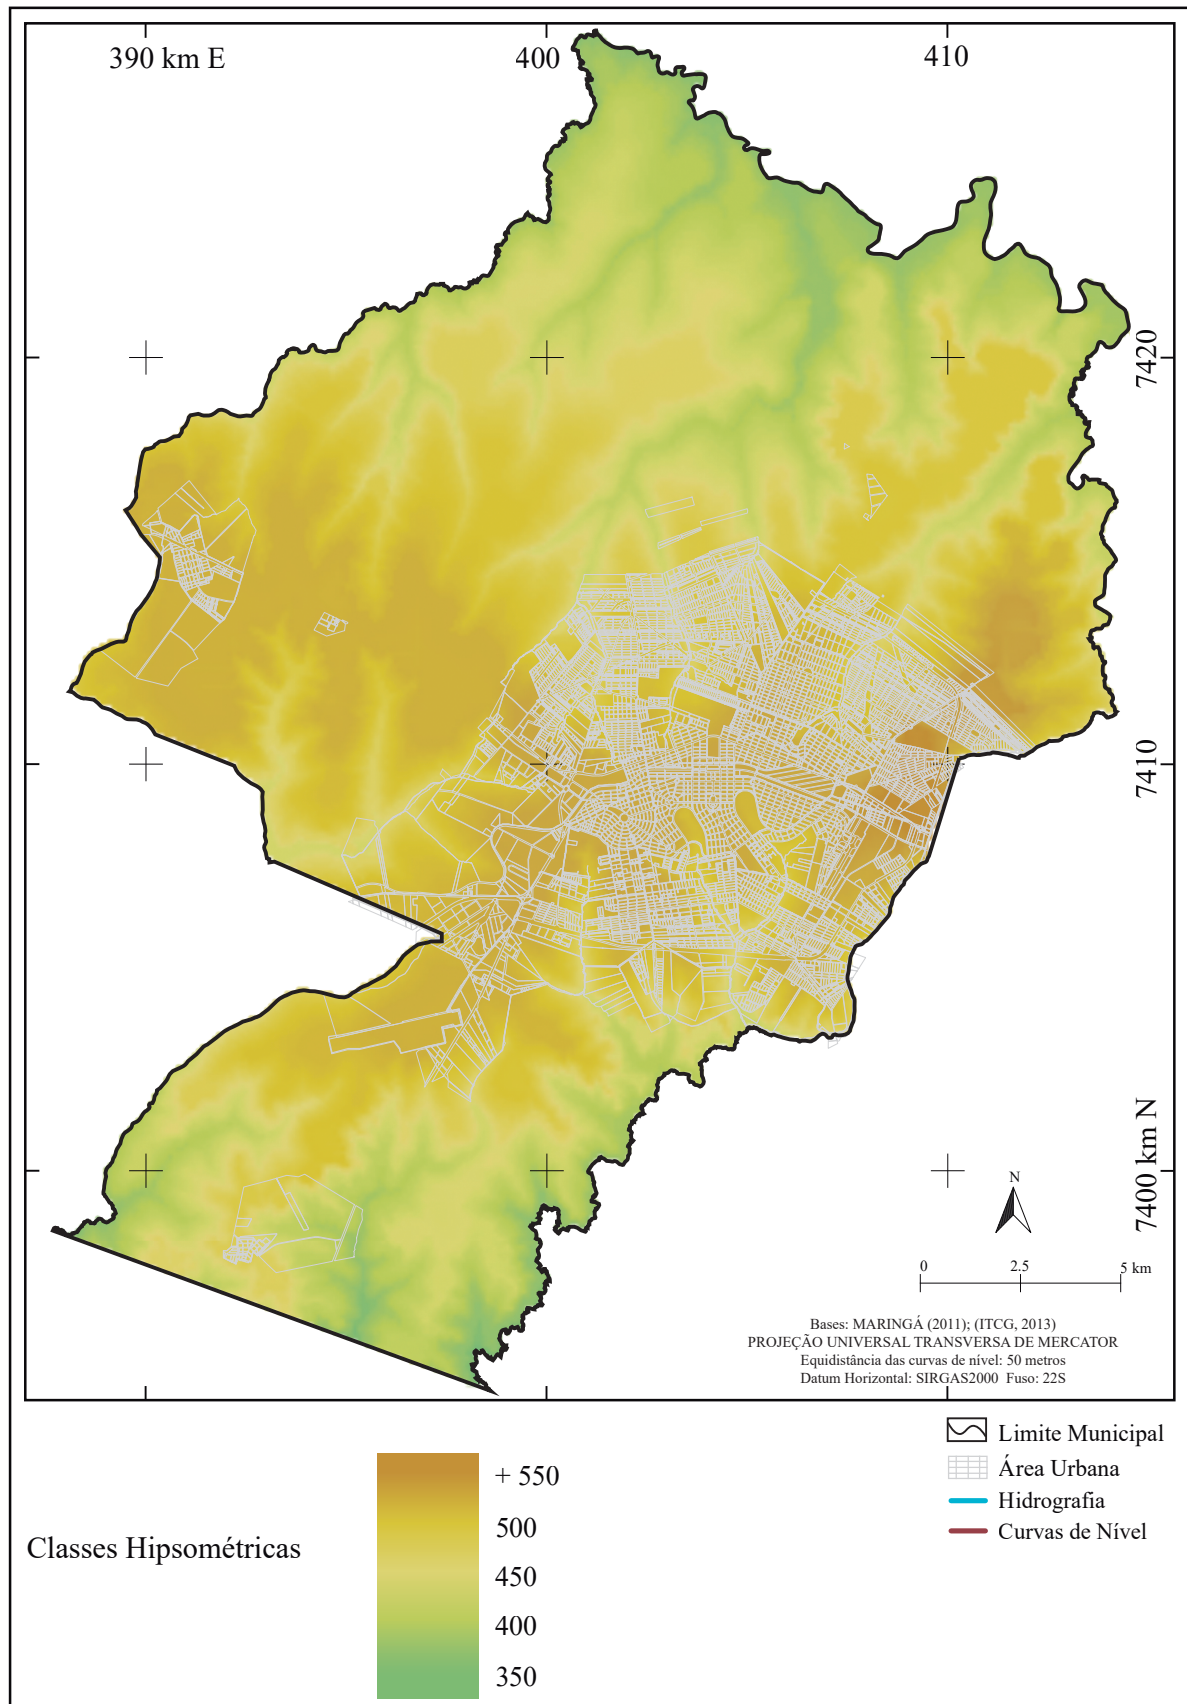 390 km E
400
410
7420
7410
7400 km N
N
0
2.5
5 km
Bases: MARINGÁ (2011); (ITCG, 2013)
PROJEÇÃO UNIVERSAL TRANSVERSA DE MERCATOR
Equidistância das curvas de nível: 50 metros
Datum Horizontal: SIRGAS2000 Fuso: 22S
Limite Municipal
Área Urbana
Hidrografia
Curvas de Nível
Classes Hipsométricas
+ 550
500
450
400
350